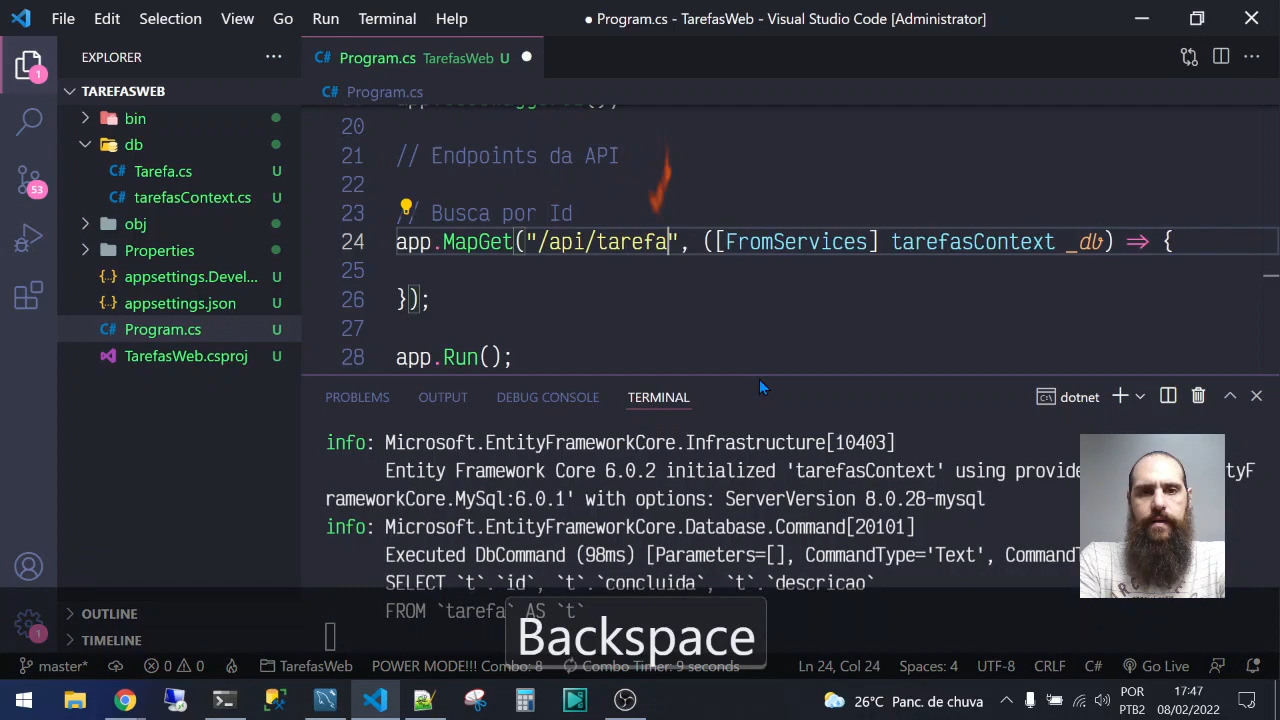 File Edit Selection View Go Run Terminal Help
● Program.cs - TarefasWeb - Visual Studio Code [Administrator]
EXPLORER
TAREFASWEB
bin
db
Tarefa.cs U
tarefasContext.cs U
obj
Properties
appsettings.Devel... U
appsettings.json U
Program.cs U
TarefasWeb.csproj U
OUTLINE
TIMELINE
1
53
1
C# Program.cs TarefasWeb U
C# Program.cs
20
21 // Endpoints da API
22
23 // Busca por Id
24 app.MapGet("/api/tarefa", ([FromServices] tarefasContext _db) => {
25
26 });
27
28 app.Run();
PROBLEMS OUTPUT DEBUG CONSOLE TERMINAL
dotnet
info: Microsoft.EntityFrameworkCore.Infrastructure[10403]
Entity Framework Core 6.0.2 initialized 'tarefasContext' using provide
tyF
rameworkCore.MySql:6.0.1' with options: ServerVersion 8.0.28-mysql
info: Microsoft.EntityFrameworkCore.Database.Command[20101]
Executed DbCommand (98ms) [Parameters=[], CommandType='Text', Command
SELECT `t`.`id`, `t`.`concluida`, `t`.`descricao`
FROM `tarefa` AS `t`
Backspace
master* 0 0 TarefasWeb POWER MODE!!! Combo: 8 Combo Timer: 9 seconds Ln 24, Col 24 Spaces: 4 UTF-8 CRLF C# Go Live
26°C Panc. de chuva
POR
PTB2
17:47
08/02/2022